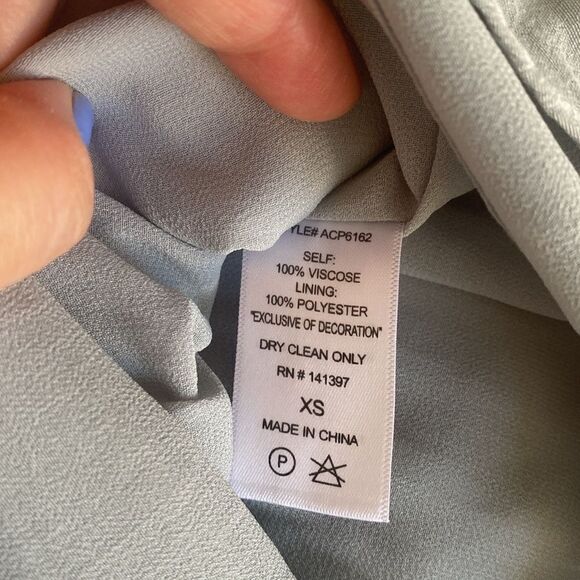 YLE# ACP6162
SELF:
100% VISCOSE
LINING:
100% POLYESTER
"EXCLUSIVE OF DECORATION"
DRY CLEAN ONLY
RN # 141397
XS
MADE IN CHINA
P